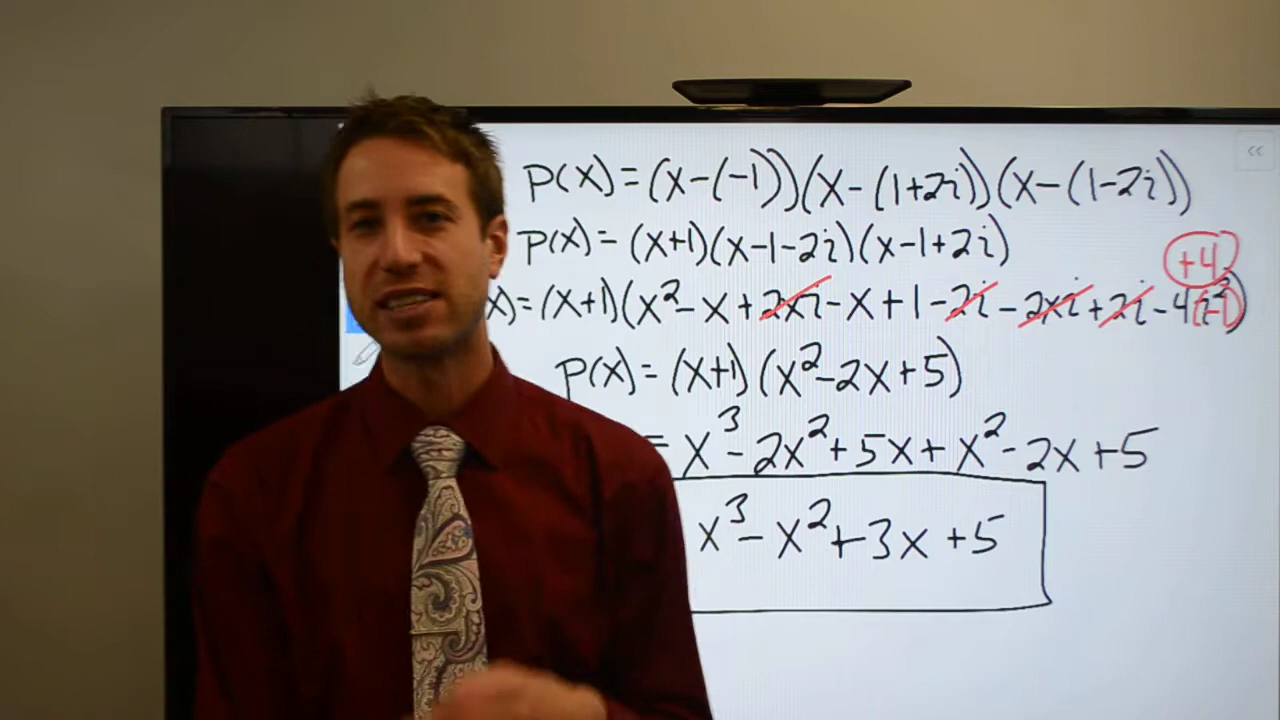 P(x)=(x-(-1))(x-(1+2i))(x-(1-2i))
P(x)=(x+1)(x-1-2i)(x-1+2i)
+4
x)=(x+1)(x²-x+2xi-x+1-2i-2xi+2i-4i²)
(-1)
P(x)=(x+1)(x²-2x+5)
= x³-2x²+5x+x²-2x+5
x³-x²+3x+5